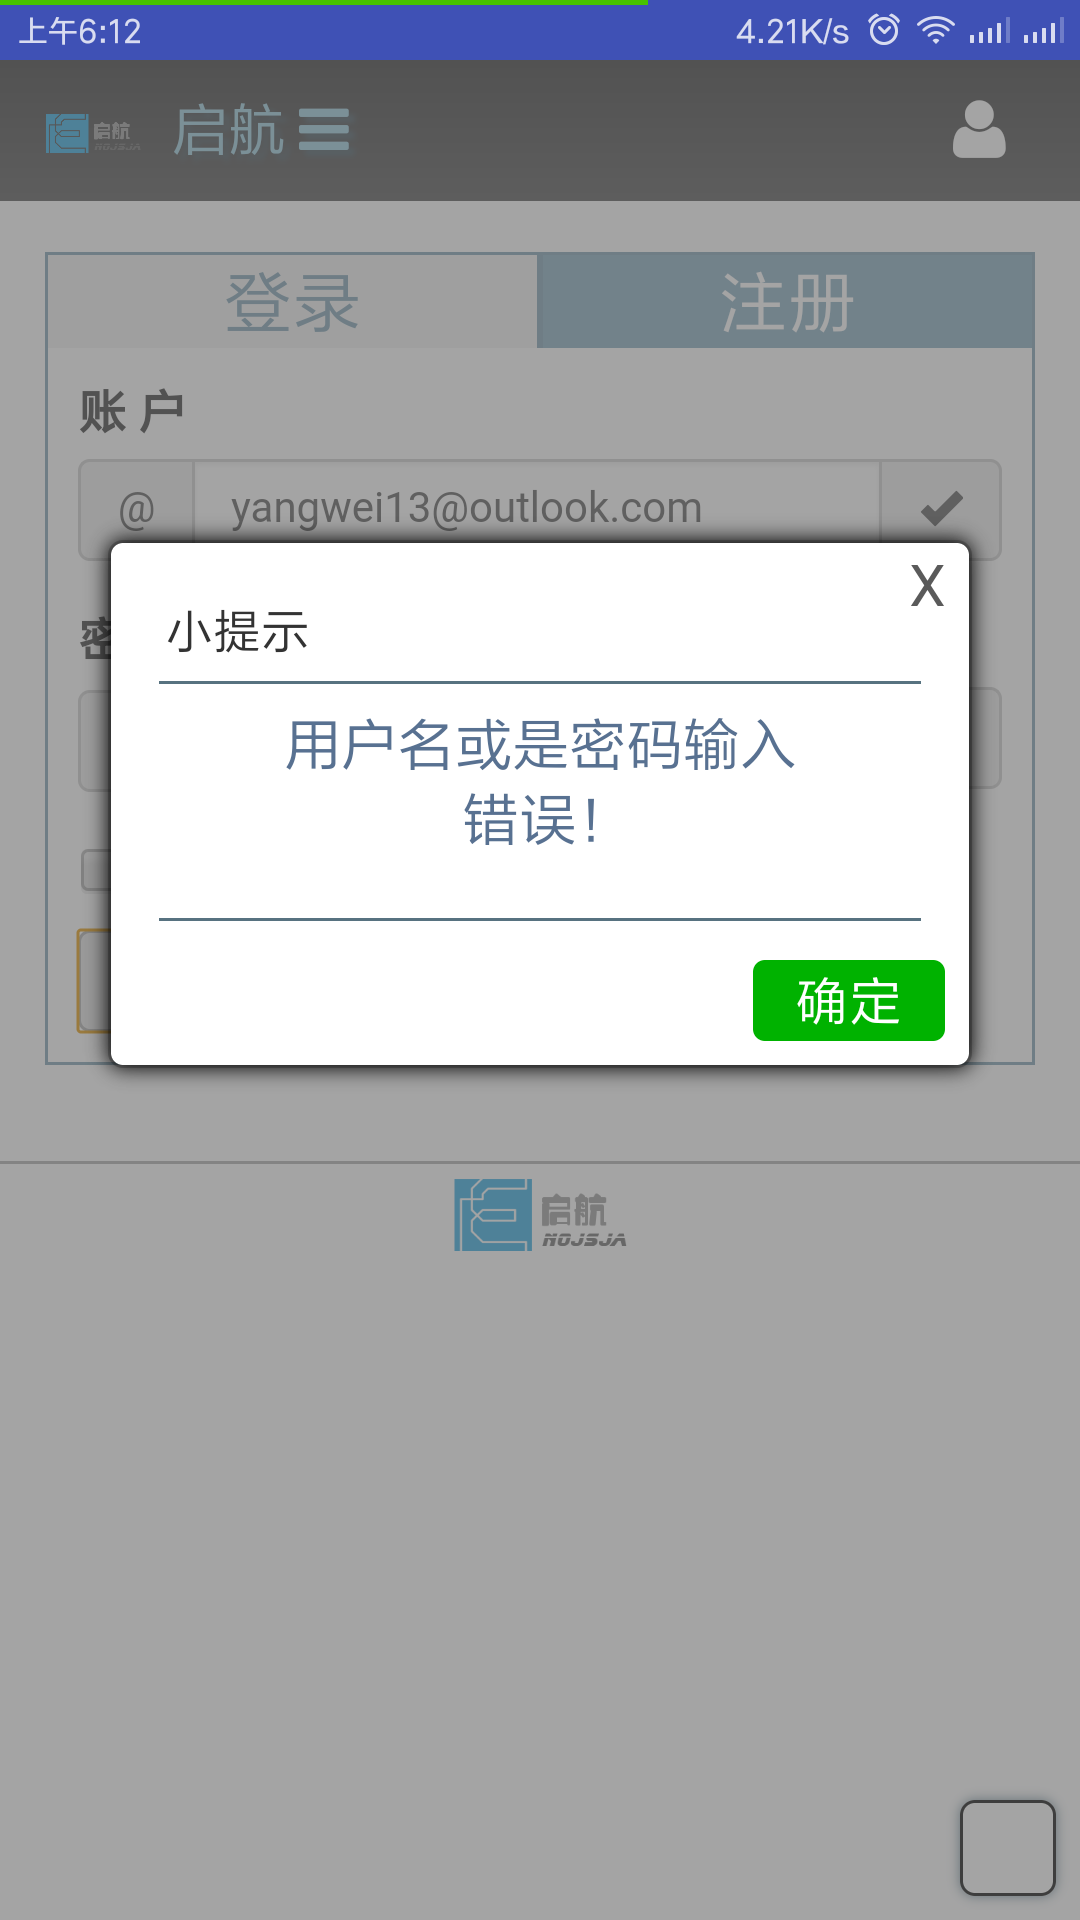 上午6:12
4.21K/s
启航
NOJSJA
启航
登录
注册
账 户
@
yangwei13@outlook.com
X
小提示
密
用户名或是密码输入
错误！
确定
启航
NOJSJA